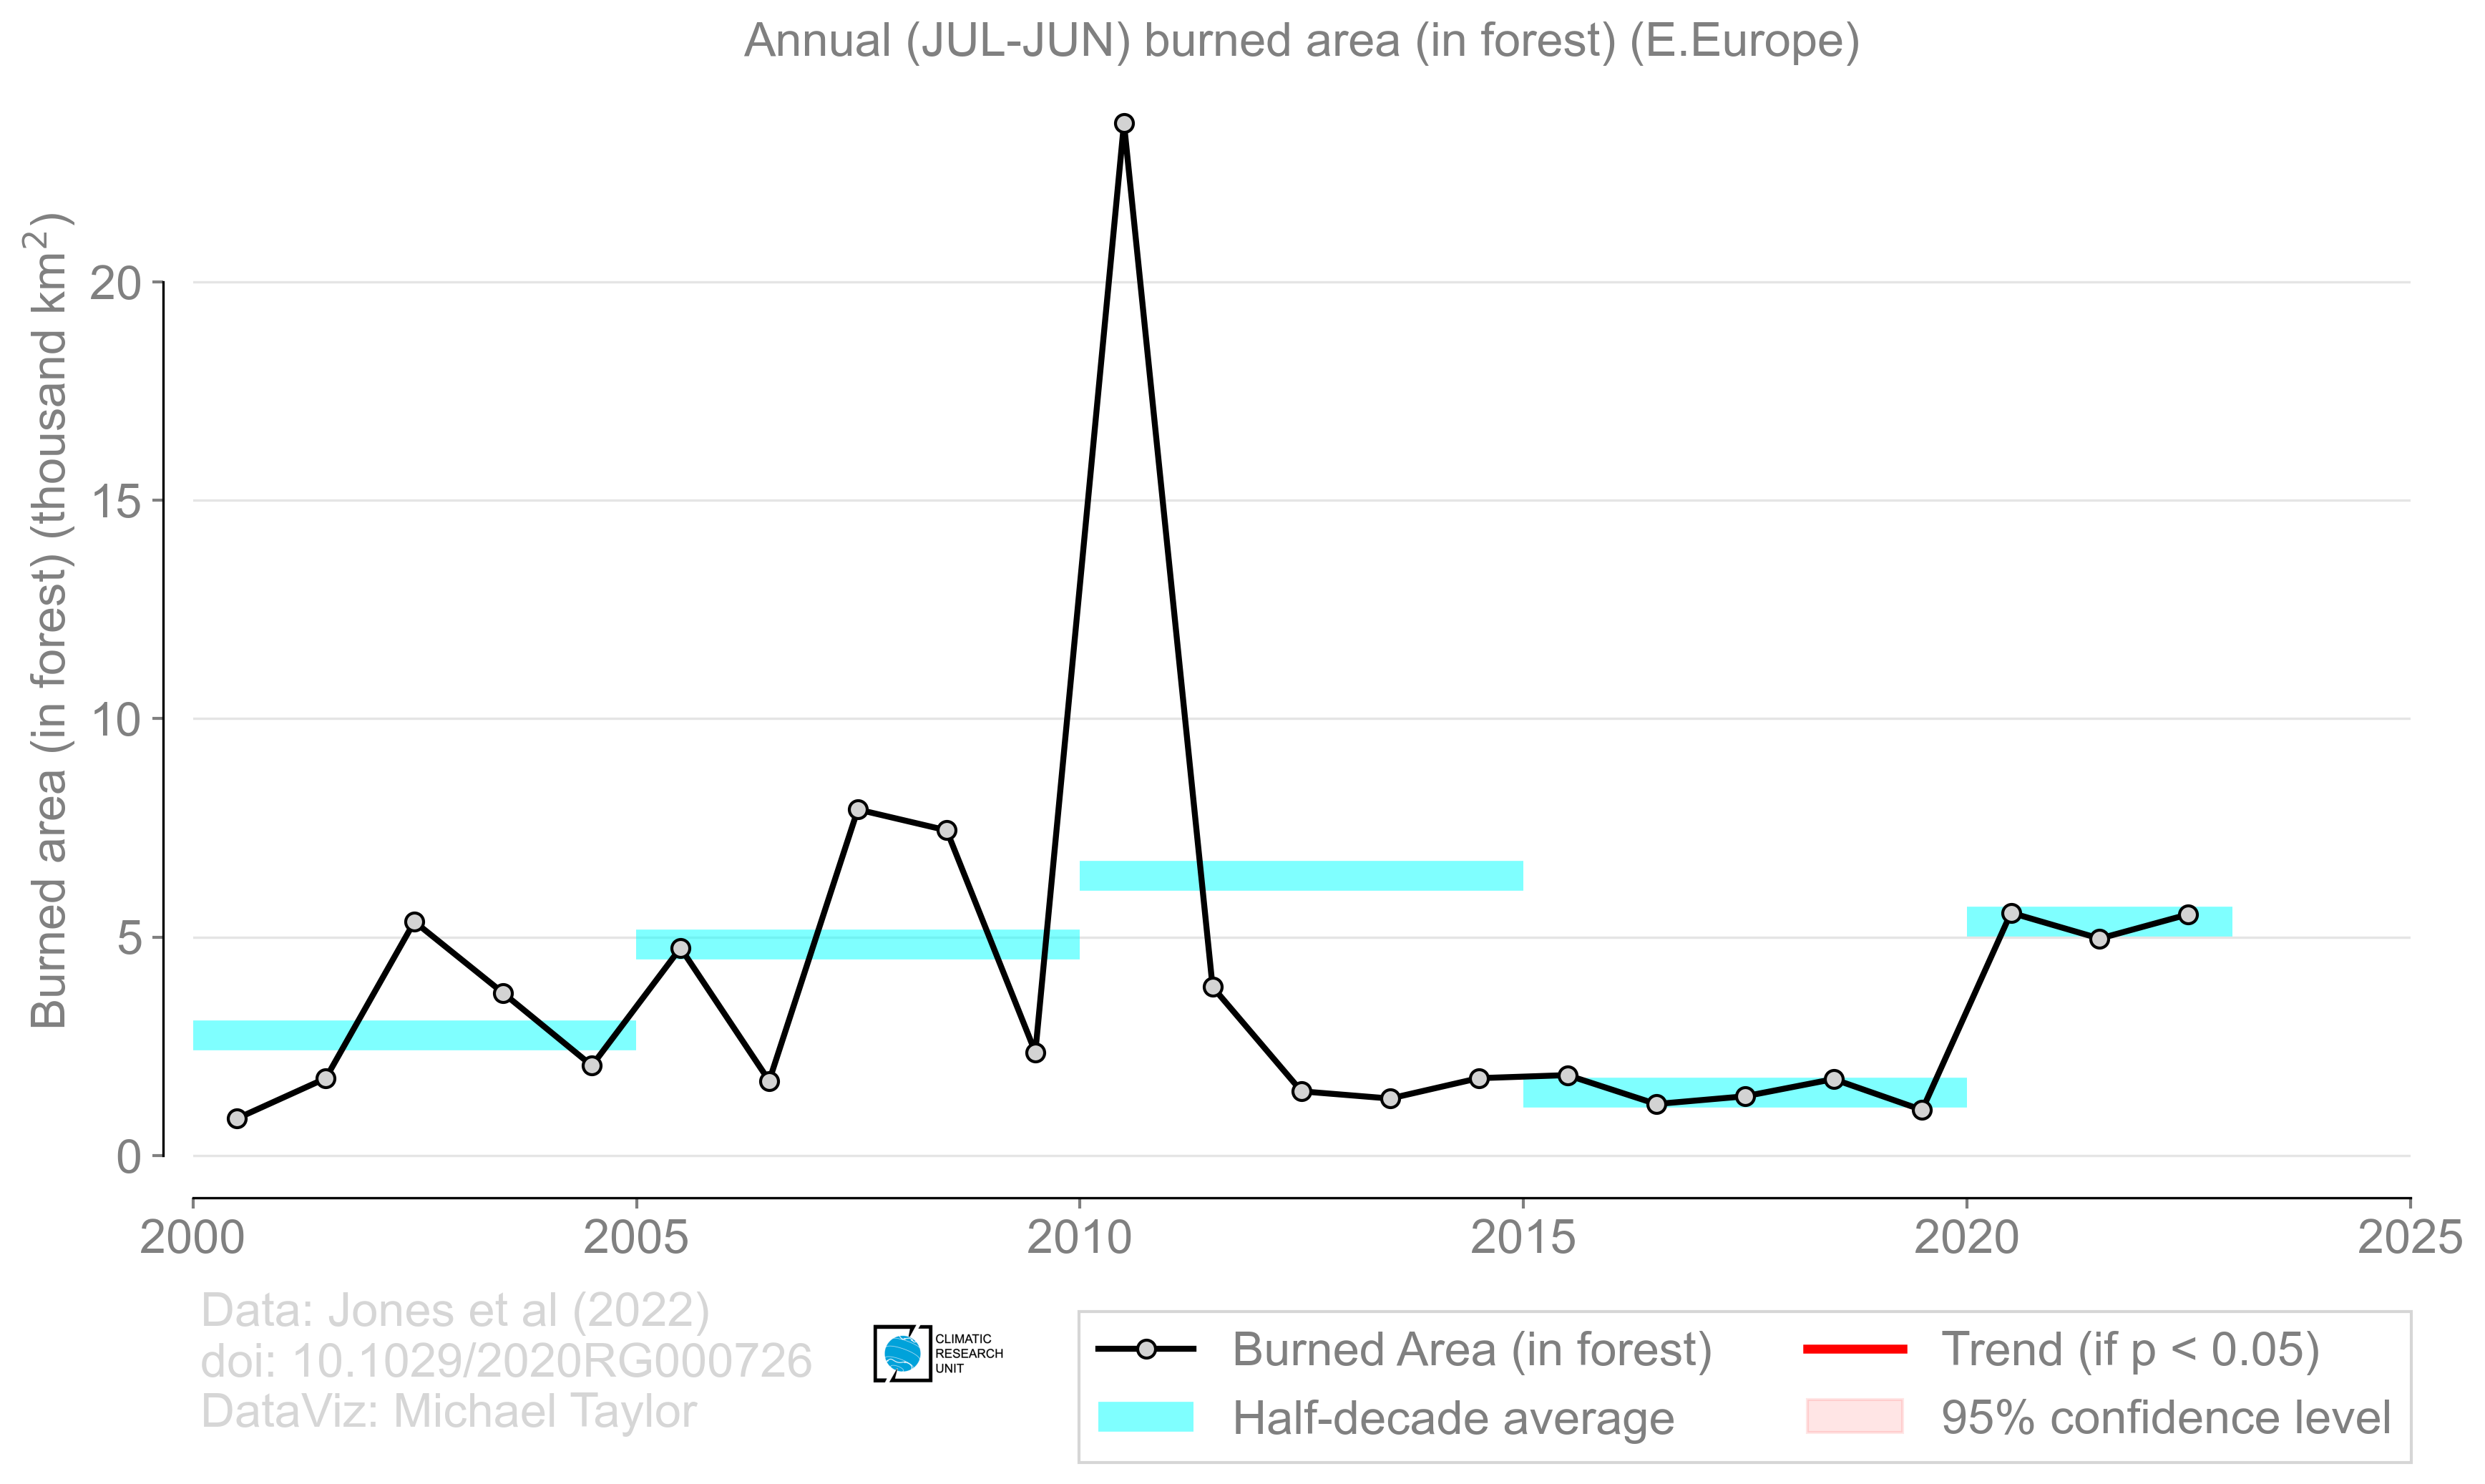 Annual (JUL-JUN) burned area (in forest) (E.Europe)
Burned area (in forest) (thousand km²)
20
15
10
5
0
2000
2005
2010
2015
2020
2025
Data: Jones et al (2022)
doi: 10.1029/2020RG000726
DataViz: Michael Taylor
CLIMATIC
RESEARCH
UNIT
Burned Area (in forest)
Half-decade average
Trend (if p < 0.05)
95% confidence level